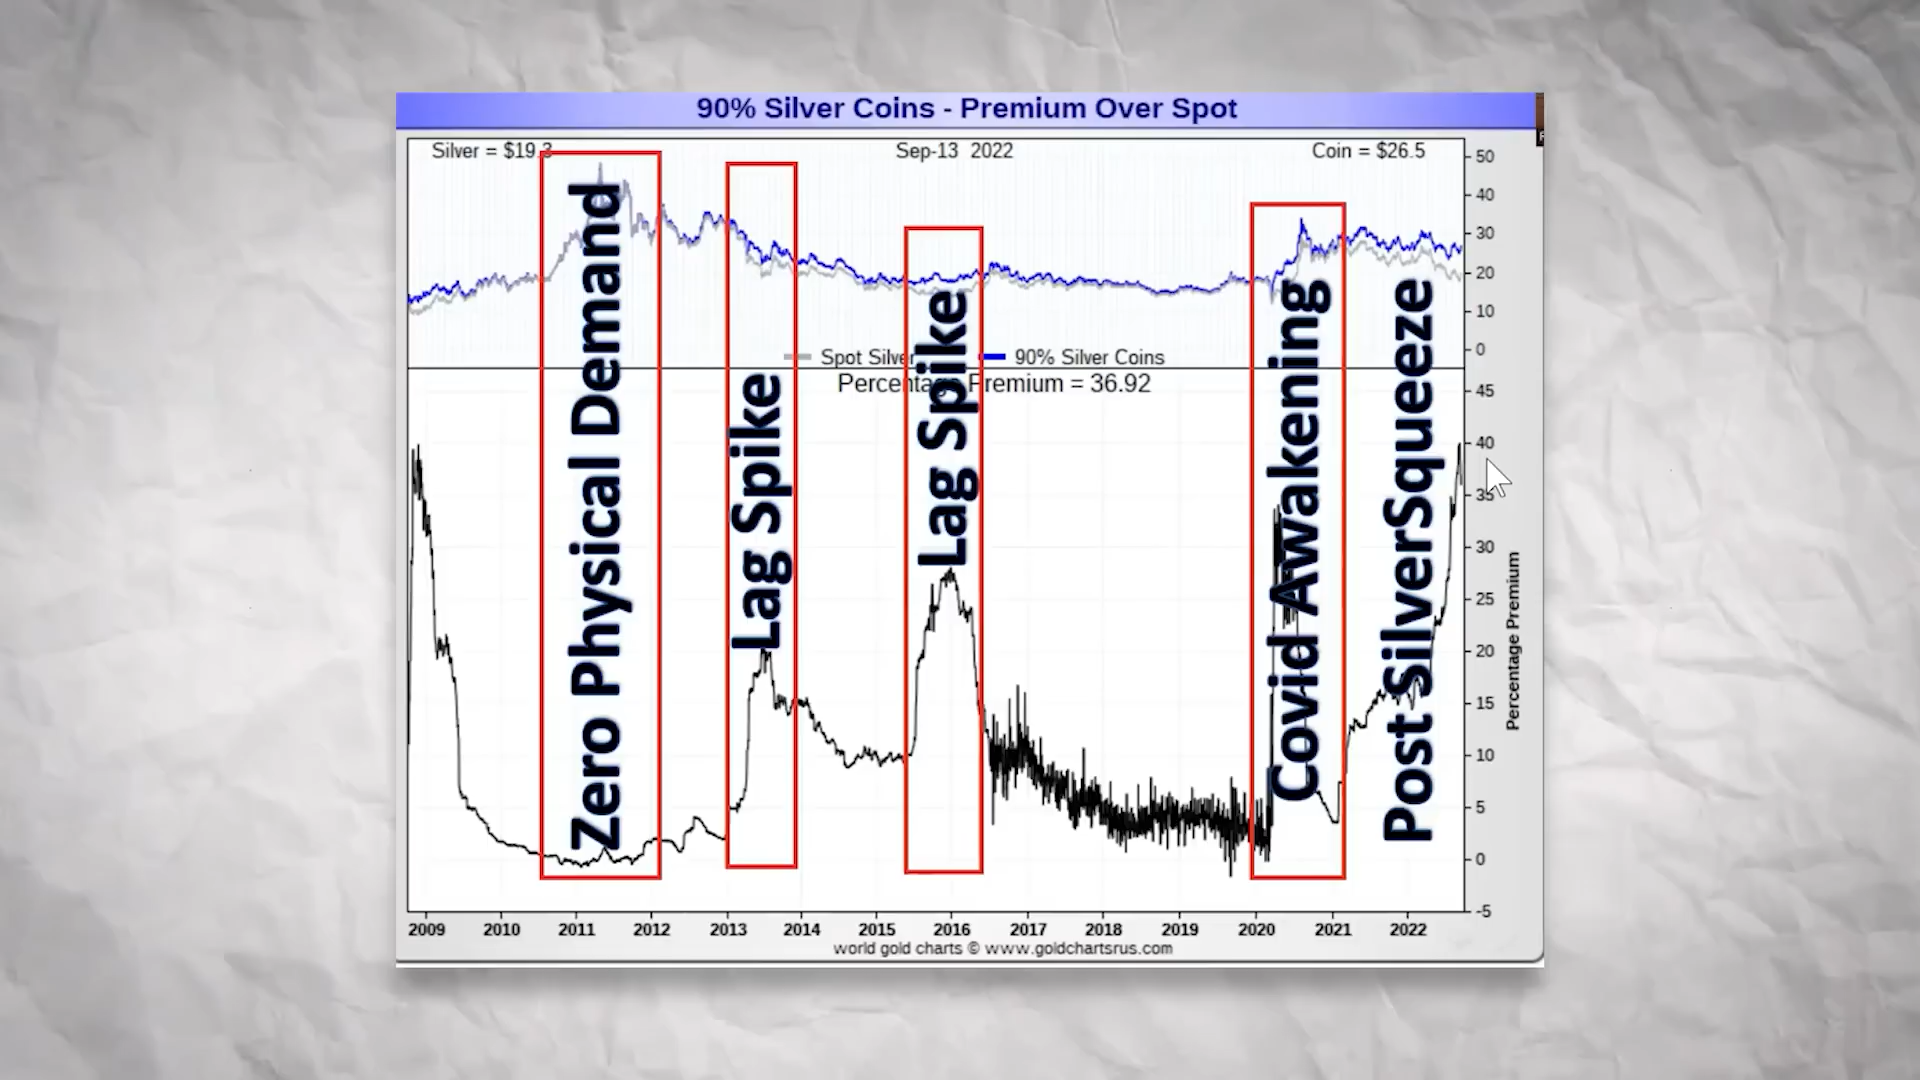 90% Silver Coins - Premium Over Spot
Silver = $19.3
Sep-13 2022
Coin = $26.5
50
40
30
20
10
0
Spot Silver
90% Silver Coins
Percentage Premium = 36.92
45
40
35
30
25
20
15
10
5
0
-5
Percentage Premium
Zero Physical Demand
Lag Spike
Lag Spike
Covid Awakening
Post SilverSqueeze
2009 2010 2011 2012 2013 2014 2015 2016 2017 2018 2019 2020 2021 2022
world gold charts © www.goldchartsrus.com